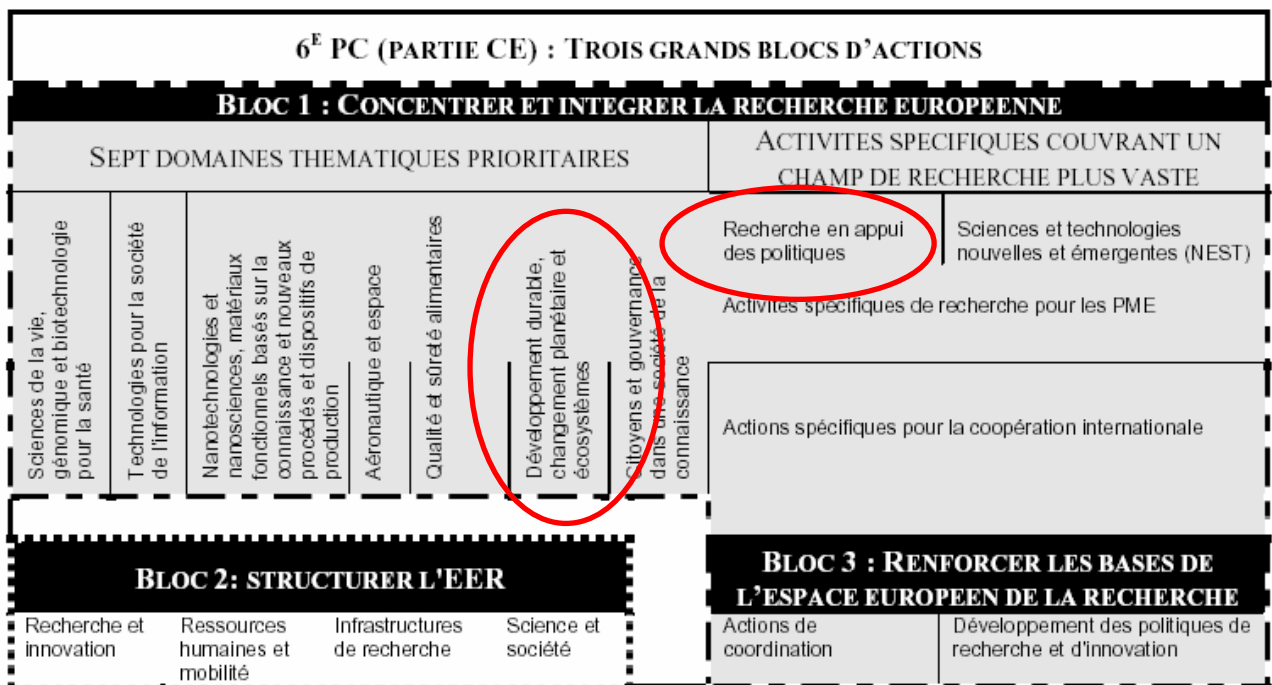 6E PC (PARTIE CE) : TROIS GRANDS BLOCS D'ACTIONS
BLOC 1 : CONCENTRER ET INTEGRER LA RECHERCHE EUROPEENNE
SEPT DOMAINES THEMATIQUES PRIORITAIRES
ACTIVITES SPECIFIQUES COUVRANT UN
CHAMP DE RECHERCHE PLUS VASTE
Sciences de la vie,
génomique et biotechnologie
pour la santé
Technologies pour la société
de l'information
Nanotechnologies et
nanosciences, matériaux
fonctionnels basés sur la
connaissance et nouveaux
procédés et dispositifs de
production
Aéronautique et espace
Qualité et sûreté alimentaires
Développement durable,
changement planétaire et
écosystèmes
Citoyens et gouvernance
dans une société de la
connaissance
Recherche en appui
des politiques
Sciences et technologies
nouvelles et émergentes (NEST)
Activités spécifiques de recherche pour les PME
Actions spécifiques pour la coopération internationale
BLOC 2: STRUCTURER L'EER
Recherche et
innovation
Ressources
humaines et
mobilité
Infrastructures
de recherche
Science et
société
BLOC 3 : RENFORCER LES BASES DE
L'ESPACE EUROPEEN DE LA RECHERCHE
Actions de
coordination
Développement des politiques de
recherche et d'innovation